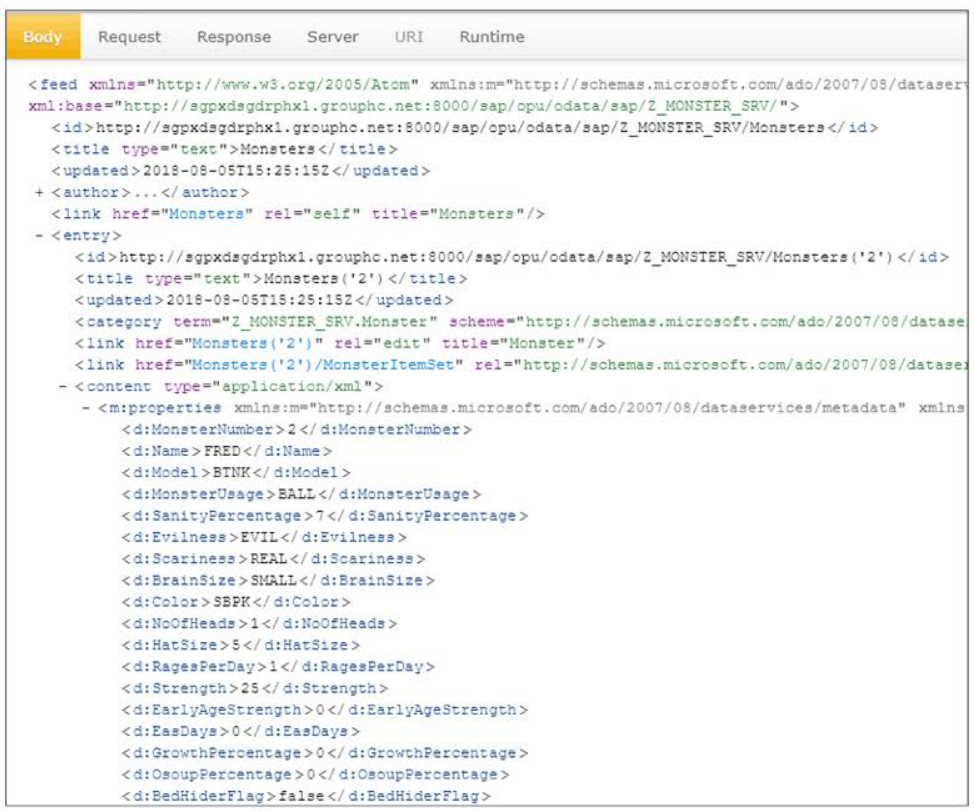 Body Request Response Server URI Runtime
<feed xmlns="http://www.w3.org/2005/Atom" xmlns:m="http://schemas.microsoft.com/ado/2007/08/dataserv
xml:base="http://sgpxdsgdrphx1.grouphc.net:8000/sap/opu/odata/sap/Z_MONSTER_SRV/">
<id>http://sgpxdsgdrphx1.grouphc.net:8000/sap/opu/odata/sap/Z_MONSTER_SRV/Monsters</id>
<title type="text">Monsters</title>
<updated>2018-08-05T15:25:15Z</updated>
+ <author>...</author>
<link href="Monsters" rel="self" title="Monsters"/>
- <entry>
<id>http://sgpxdsgdrphx1.grouphc.net:8000/sap/opu/odata/sap/Z_MONSTER_SRV/Monsters('2')</id>
<title type="text">Monsters('2')</title>
<updated>2018-08-05T15:25:15Z</updated>
<category term="Z_MONSTER_SRV.Monster" scheme="http://schemas.microsoft.com/ado/2007/08/datase
<link href="Monsters('2')" rel="edit" title="Monster"/>
<link href="Monsters('2')/MonsterItemSet" rel="http://schemas.microsoft.com/ado/2007/08/dataser
- <content type="application/xml">
- <m:properties xmlns:m="http://schemas.microsoft.com/ado/2007/08/dataservices/metadata" xmlns
<d:MonsterNumber>2</d:MonsterNumber>
<d:Name>FRED</d:Name>
<d:Model>BTNK</d:Model>
<d:MonsterUsage>BALL</d:MonsterUsage>
<d:SanityPercentage>7</d:SanityPercentage>
<d:Evilness>EVIL</d:Evilness>
<d:Scariness>REAL</d:Scariness>
<d:BrainSize>SMALL</d:BrainSize>
<d:Color>SBPK</d:Color>
<d:NoOfHeads>1</d:NoOfHeads>
<d:HatSize>5</d:HatSize>
<d:RagesPerDay>1</d:RagesPerDay>
<d:Strength>25</d:Strength>
<d:EarlyAgeStrength>0</d:EarlyAgeStrength>
<d:EasDays>0</d:EasDays>
<d:GrowthPercentage>0</d:GrowthPercentage>
<d:OsoupPercentage>0</d:OsoupPercentage>
<d:BedHiderFlag>false</d:BedHiderFlag>